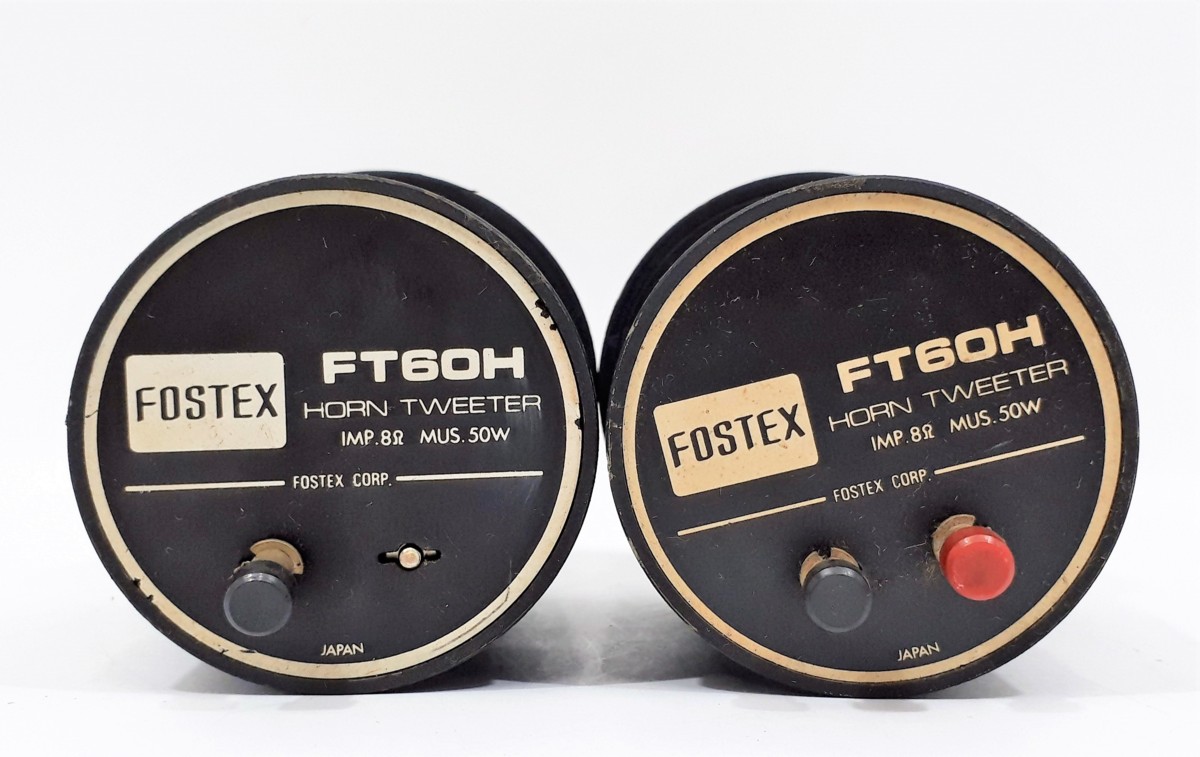 FOSTEX
FT60H
HORN TWEETER
IMP.8Ω MUS.50W
FOSTEX CORP.
JAPAN
FOSTEX
FT60H
HORN TWEETER
IMP.8Ω MUS.50W
FOSTEX CORP.
JAPAN